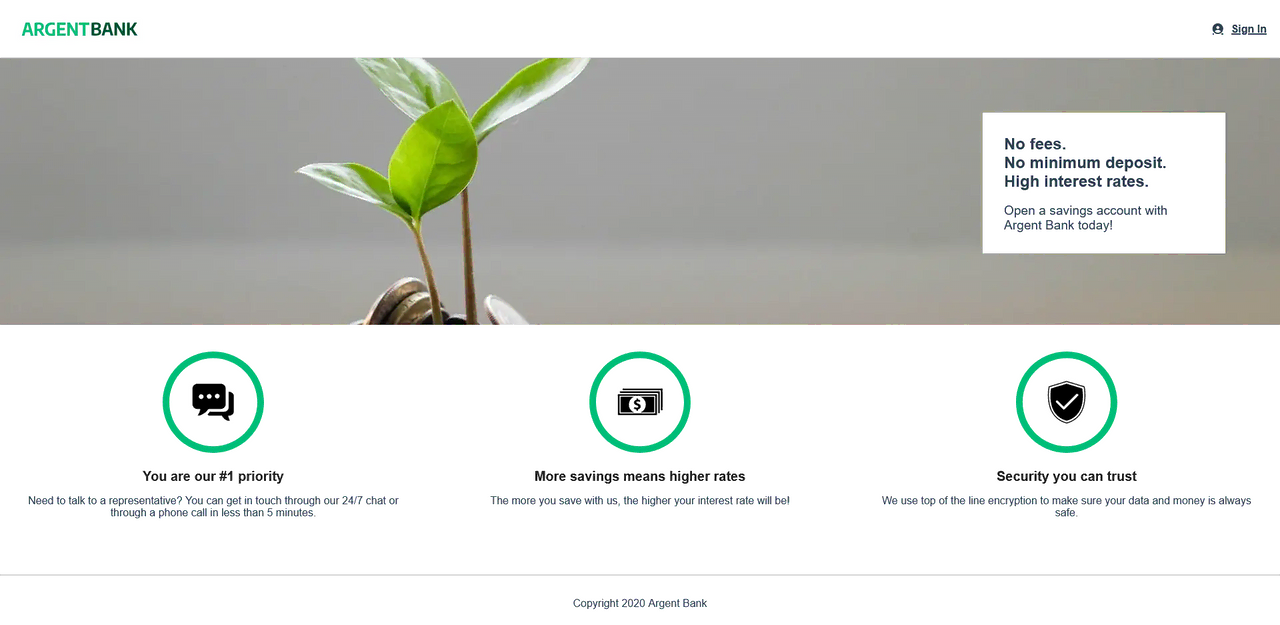 ARGENTBANK
Sign In
No fees.
No minimum deposit.
High interest rates.
Open a savings account with
Argent Bank today!
You are our #1 priority
Need to talk to a representative? You can get in touch through our 24/7 chat or
through a phone call in less than 5 minutes.
More savings means higher rates
The more you save with us, the higher your interest rate will be!
Security you can trust
We use top of the line encryption to make sure your data and money is always
safe.
Copyright 2020 Argent Bank